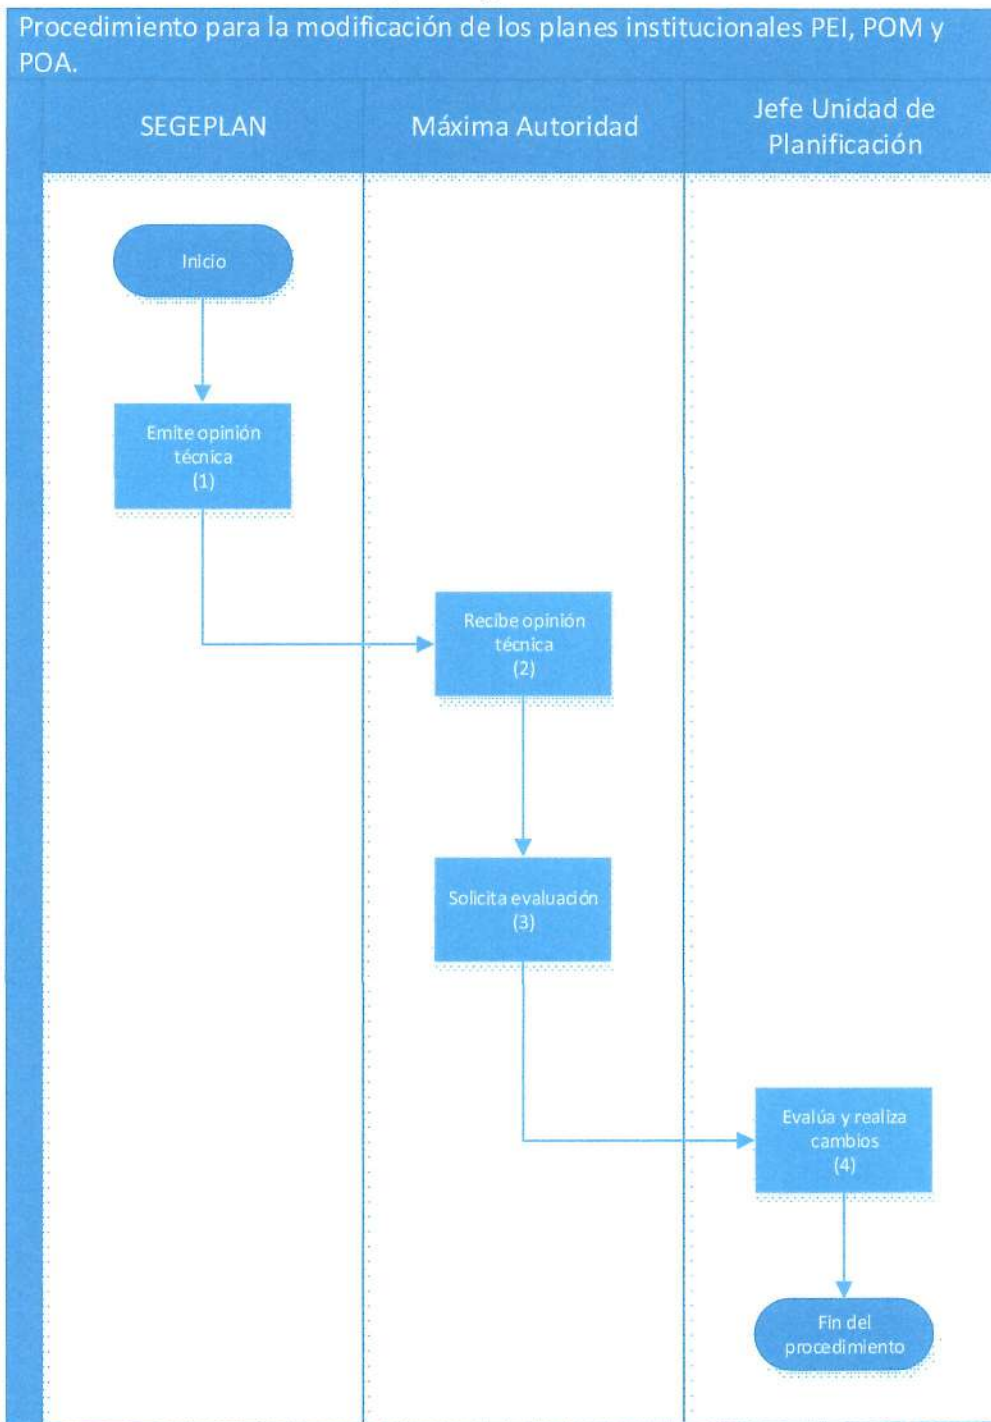 Procedimiento para la modificación de los planes institucionales PEI, POM y
POA.
SEGEPLAN
Máxima Autoridad
Jefe Unidad de
Planificación
Inicio
Emite opinión
técnica
(1)
Recibe opinión
técnica
(2)
Solicita evaluación
(3)
Evalúa y realiza
cambios
(4)
Fin del
procedimiento